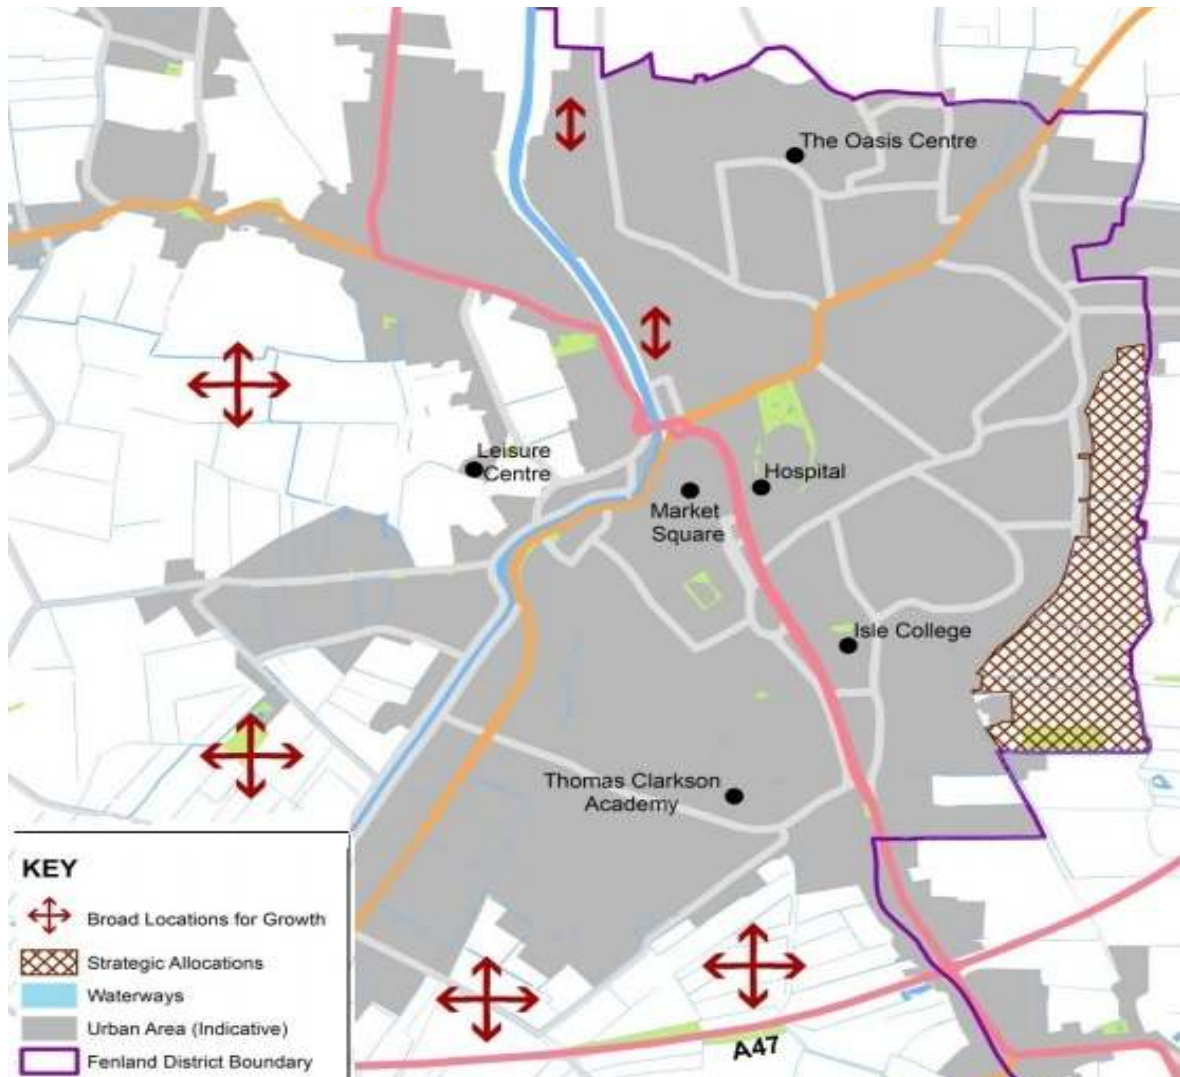 The Oasis Centre
Leisure
Centre
Hospital
Market
Square
Isle College
Thomas Clarkson
Academy
P
KEY
Broad Locations for Growth
Strategic Allocations
Waterways
Urban Area (Indicative)
Fenland District Boundary
A47